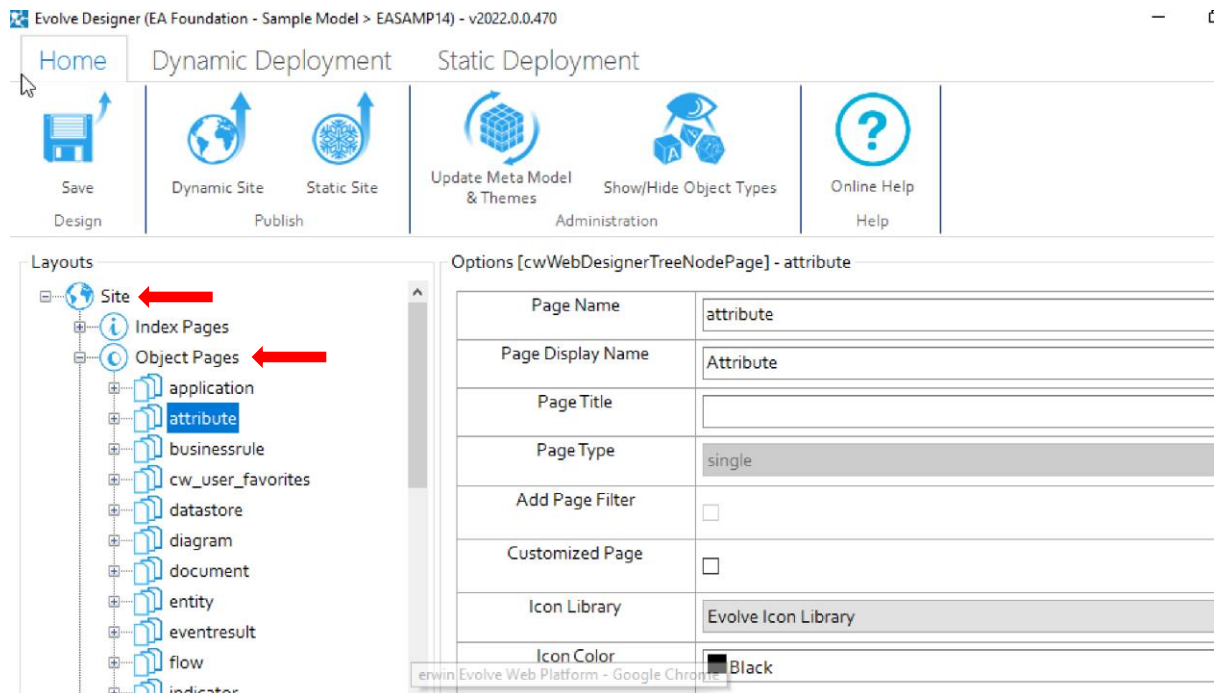 Evolve Designer (EA Foundation - Sample Model > EASAMP14) - v2022.0.0.470
Home Dynamic Deployment Static Deployment
Save Dynamic Site Static Site Update Meta Model & Themes Show/Hide Object Types Online Help
Design Publish Administration Help
Layouts
Site
Index Pages
Object Pages
application
attribute
businessrule
cw_user_favorites
datastore
diagram
document
entity
eventresult
flow
indicator
Options [cwWebDesignerTreeNodePage] - attribute
Page Name attribute
Page Display Name Attribute
Page Title
Page Type single
Add Page Filter
Customized Page
Icon Library Evolve Icon Library
Icon Color Black
erwin Evolve Web Platform - Google Chrome